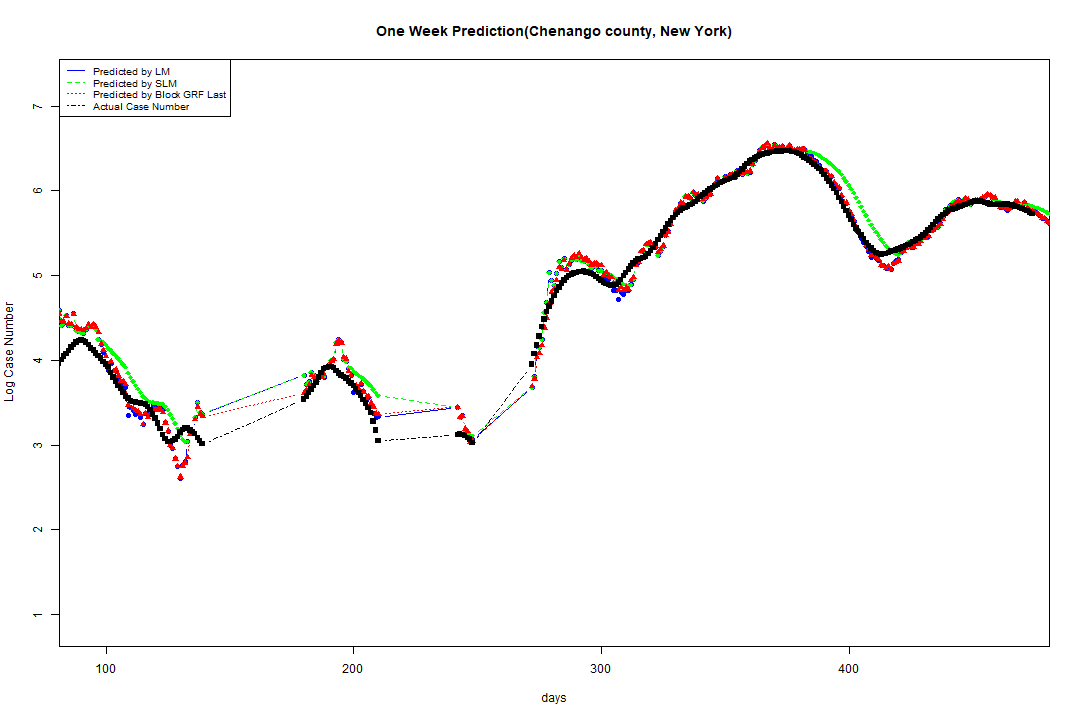 One Week Prediction(Chenango county, New York)
Predicted by LM
Predicted by SLM
Predicted by Block GRF Last
Actual Case Number
7
6
5
4
3
2
1
Log Case Number
100 200 300 400
days